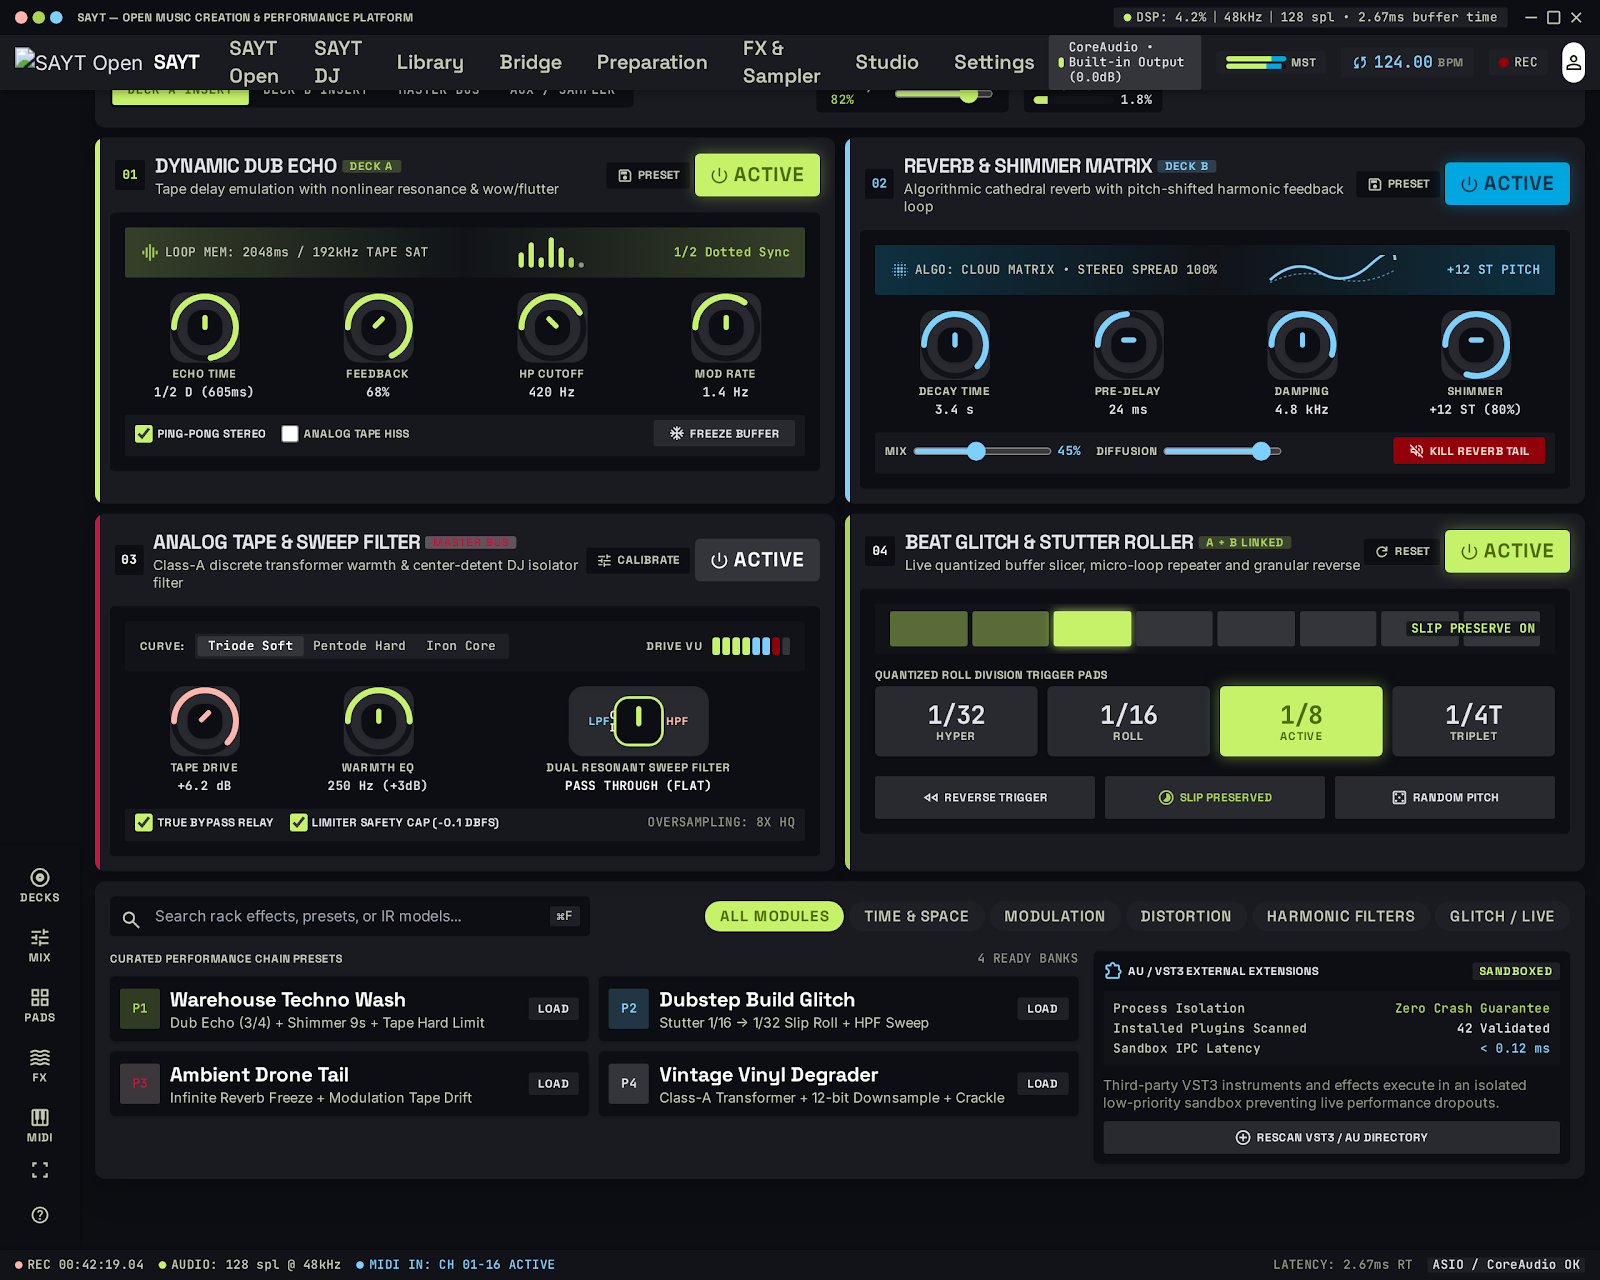 SAYT — OPEN MUSIC CREATION & PERFORMANCE PLATFORM
DSP: 4.2% | 48kHz | 128 spl • 2.67ms buffer time
SAYT Open
SAYT
SAYT Open
SAYT DJ
Library
Bridge
Preparation
FX & Sampler
Studio
Settings
CoreAudio • Built-in Output (0.0dB)
MST
124.00 BPM
REC
DECK A INSERT
DECK B INSERT
MASTER BUS
AUX / SAMPLER
82%
1.8%
01
DYNAMIC DUB ECHO
DECK A
Tape delay emulation with nonlinear resonance & wow/flutter
PRESET
ACTIVE
LOOP MEM: 2048ms / 192kHz TAPE SAT
1/2 Dotted Sync
ECHO TIME
1/2 D (605ms)
FEEDBACK
68%
HP CUTOFF
420 Hz
MOD RATE
1.4 Hz
PING-PONG STEREO
ANALOG TAPE HISS
FREEZE BUFFER
02
REVERB & SHIMMER MATRIX
DECK B
Algorithmic cathedral reverb with pitch-shifted harmonic feedback
loop
PRESET
ACTIVE
ALGO: CLOUD MATRIX • STEREO SPREAD 100%
+12 ST PITCH
DECAY TIME
3.4 s
PRE-DELAY
24 ms
DAMPING
4.8 kHz
SHIMMER
+12 ST (80%)
MIX
45%
DIFFUSION
KILL REVERB TAIL
03
ANALOG TAPE & SWEEP FILTER
MASTER BUS
Class-A discrete transformer warmth & center-detent DJ isolator
filter
CALIBRATE
ACTIVE
CURVE:
Triode Soft
Pentode Hard
Iron Core
DRIVE VU
LPF
HPF
TAPE DRIVE
+6.2 dB
WARMTH EQ
250 Hz (+3dB)
DUAL RESONANT SWEEP FILTER
PASS THROUGH (FLAT)
TRUE BYPASS RELAY
LIMITER SAFETY CAP (-0.1 DBFS)
OVERSAMPLING: 8X HQ
04
BEAT GLITCH & STUTTER ROLLER
A + B LINKED
Live quantized buffer slicer, micro-loop repeater and granular reverse
RESET
ACTIVE
SLIP PRESERVE ON
QUANTIZED ROLL DIVISION TRIGGER PADS
1/32
HYPER
1/16
ROLL
1/8
ACTIVE
1/4T
TRIPLET
REVERSE TRIGGER
SLIP PRESERVED
RANDOM PITCH
DECKS
MIX
PADS
FX
MIDI
Search rack effects, presets, or IR models...
⌘F
ALL MODULES
TIME & SPACE
MODULATION
DISTORTION
HARMONIC FILTERS
GLITCH / LIVE
CURATED PERFORMANCE CHAIN PRESETS
4 READY BANKS
P1
Warehouse Techno Wash
Dub Echo (3/4) + Shimmer 9s + Tape Hard Limit
LOAD
P2
Dubstep Build Glitch
Stutter 1/16 → 1/32 Slip Roll + HPF Sweep
LOAD
P3
Ambient Drone Tail
Infinite Reverb Freeze + Modulation Tape Drift
LOAD
P4
Vintage Vinyl Degrader
Class-A Transformer + 12-bit Downsample + Crackle
LOAD
AU / VST3 EXTERNAL EXTENSIONS
SANDBOXED
Process Isolation
Zero Crash Guarantee
Installed Plugins Scanned
42 Validated
Sandbox IPC Latency
< 0.12 ms
Third-party VST3 instruments and effects execute in an isolated
low-priority sandbox preventing live performance dropouts.
RESCAN VST3 / AU DIRECTORY
REC 00:42:19.04
AUDIO: 128 spl @ 48kHz
MIDI IN: CH 01-16 ACTIVE
LATENCY: 2.67ms RT
ASIO / CoreAudio OK